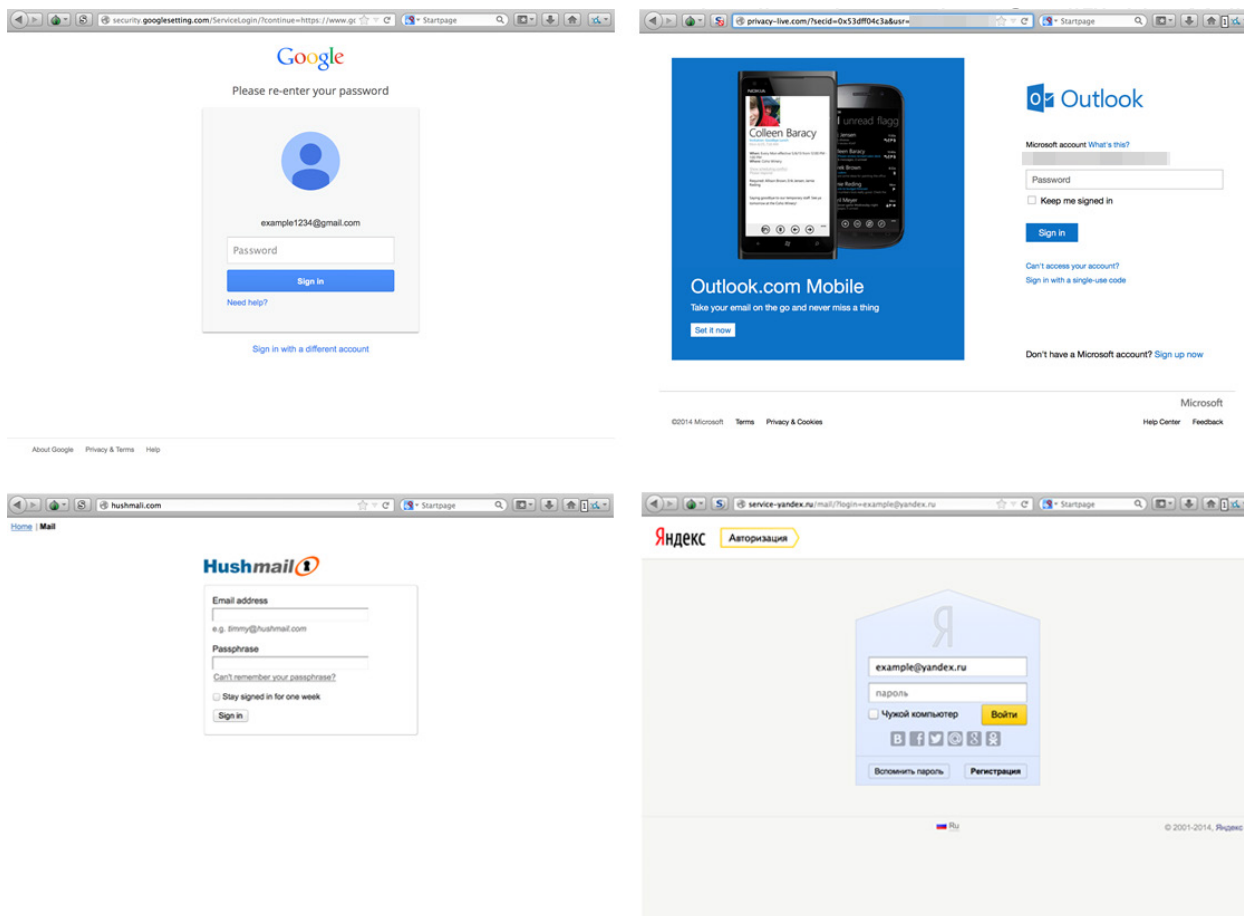 security.googlesetting.com/ServiceLogin/?continue=https://www.gc
Startpage
Google
Please re-enter your password
example1234@gmail.com
Password
Sign in
Need help?
Sign in with a different account
About Google Privacy & Terms Help
privacy-live.com/?secid=0x53dff04c3a&usr=
Startpage
NOKIA
Colleen Baracy
unread flagg
Outlook.com Mobile
Take your email on the go and never miss a thing
Set it now
Outlook
Microsoft account What's this?
Password
Keep me signed in
Sign in
Can't access your account?
Sign in with a single-use code
Don't have a Microsoft account? Sign up now
Microsoft
©2014 Microsoft Terms Privacy & Cookies Help Center Feedback
hushmali.com
Startpage
Home | Mail
Hushmail
Email address
e.g. timmy@hushmail.com
Passphrase
Can't remember your passphrase?
Stay signed in for one week
Sign in
service-yandex.ru/mail/?login=example@yandex.ru
Startpage
Яндекс Авторизация
Я
example@yandex.ru
пароль
Чужой компьютер Войти
Вспомнить пароль Регистрация
Ru
© 2001-2014, Яндекс